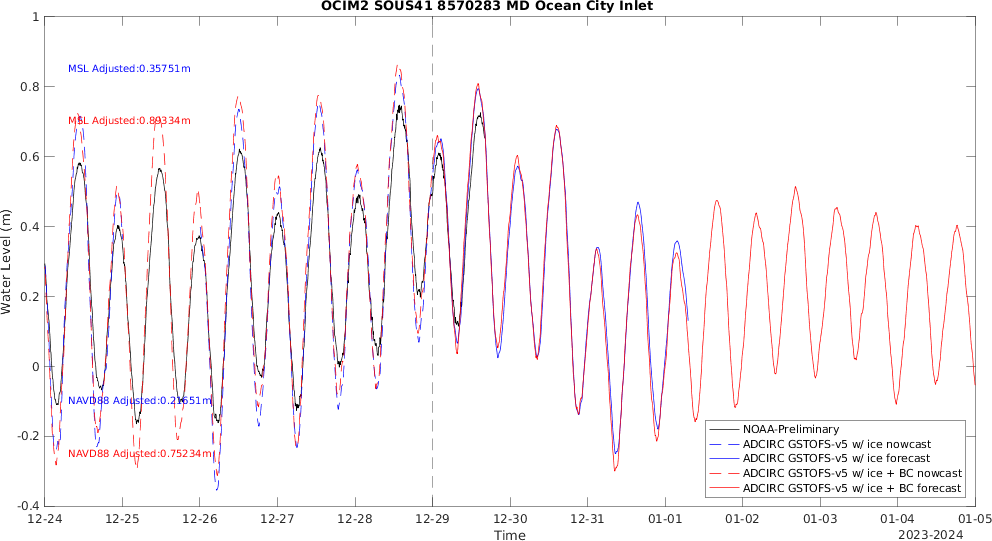 OCIM2 SOUS41 8570283 MD Ocean City Inlet
1
0.8
0.6
0.4
0.2
0
-0.2
-0.4
Water Level (m)
MSL Adjusted:0.35751m
MSL Adjusted:0.89334m
NAVD88 Adjusted:0.21651m
NAVD88 Adjusted:0.75234m
NOAA-Preliminary
ADCIRC GSTOFS-v5 w/ ice nowcast
ADCIRC GSTOFS-v5 w/ ice forecast
ADCIRC GSTOFS-v5 w/ ice + BC nowcast
ADCIRC GSTOFS-v5 w/ ice + BC forecast
12-24 12-25 12-26 12-27 12-28 12-29 12-30 12-31 01-01 01-02 01-03 01-04 01-05
Time
2023-2024